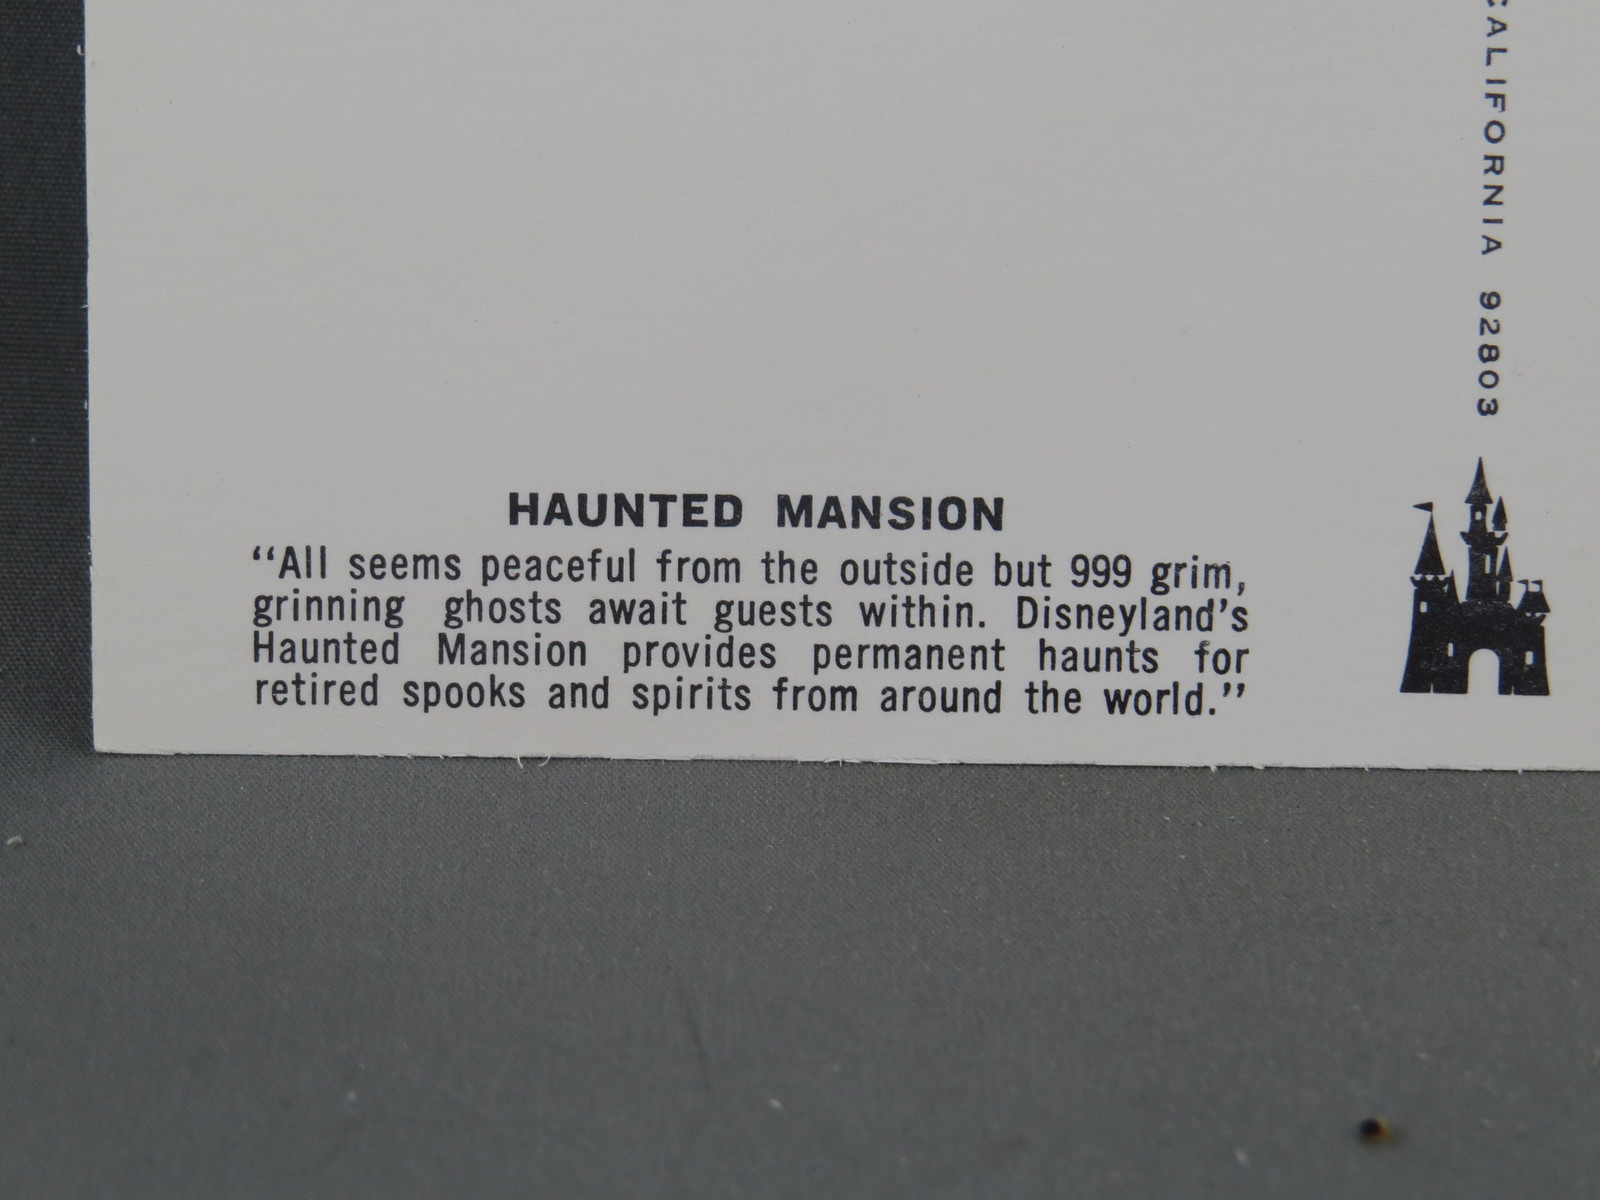 HAUNTED MANSION
“All seems peaceful from the outside but 999 grim,
grinning ghosts await guests within. Disneyland’s
Haunted Mansion provides permanent haunts for
retired spooks and spirits from around the world.”
CALIFORNIA 92803